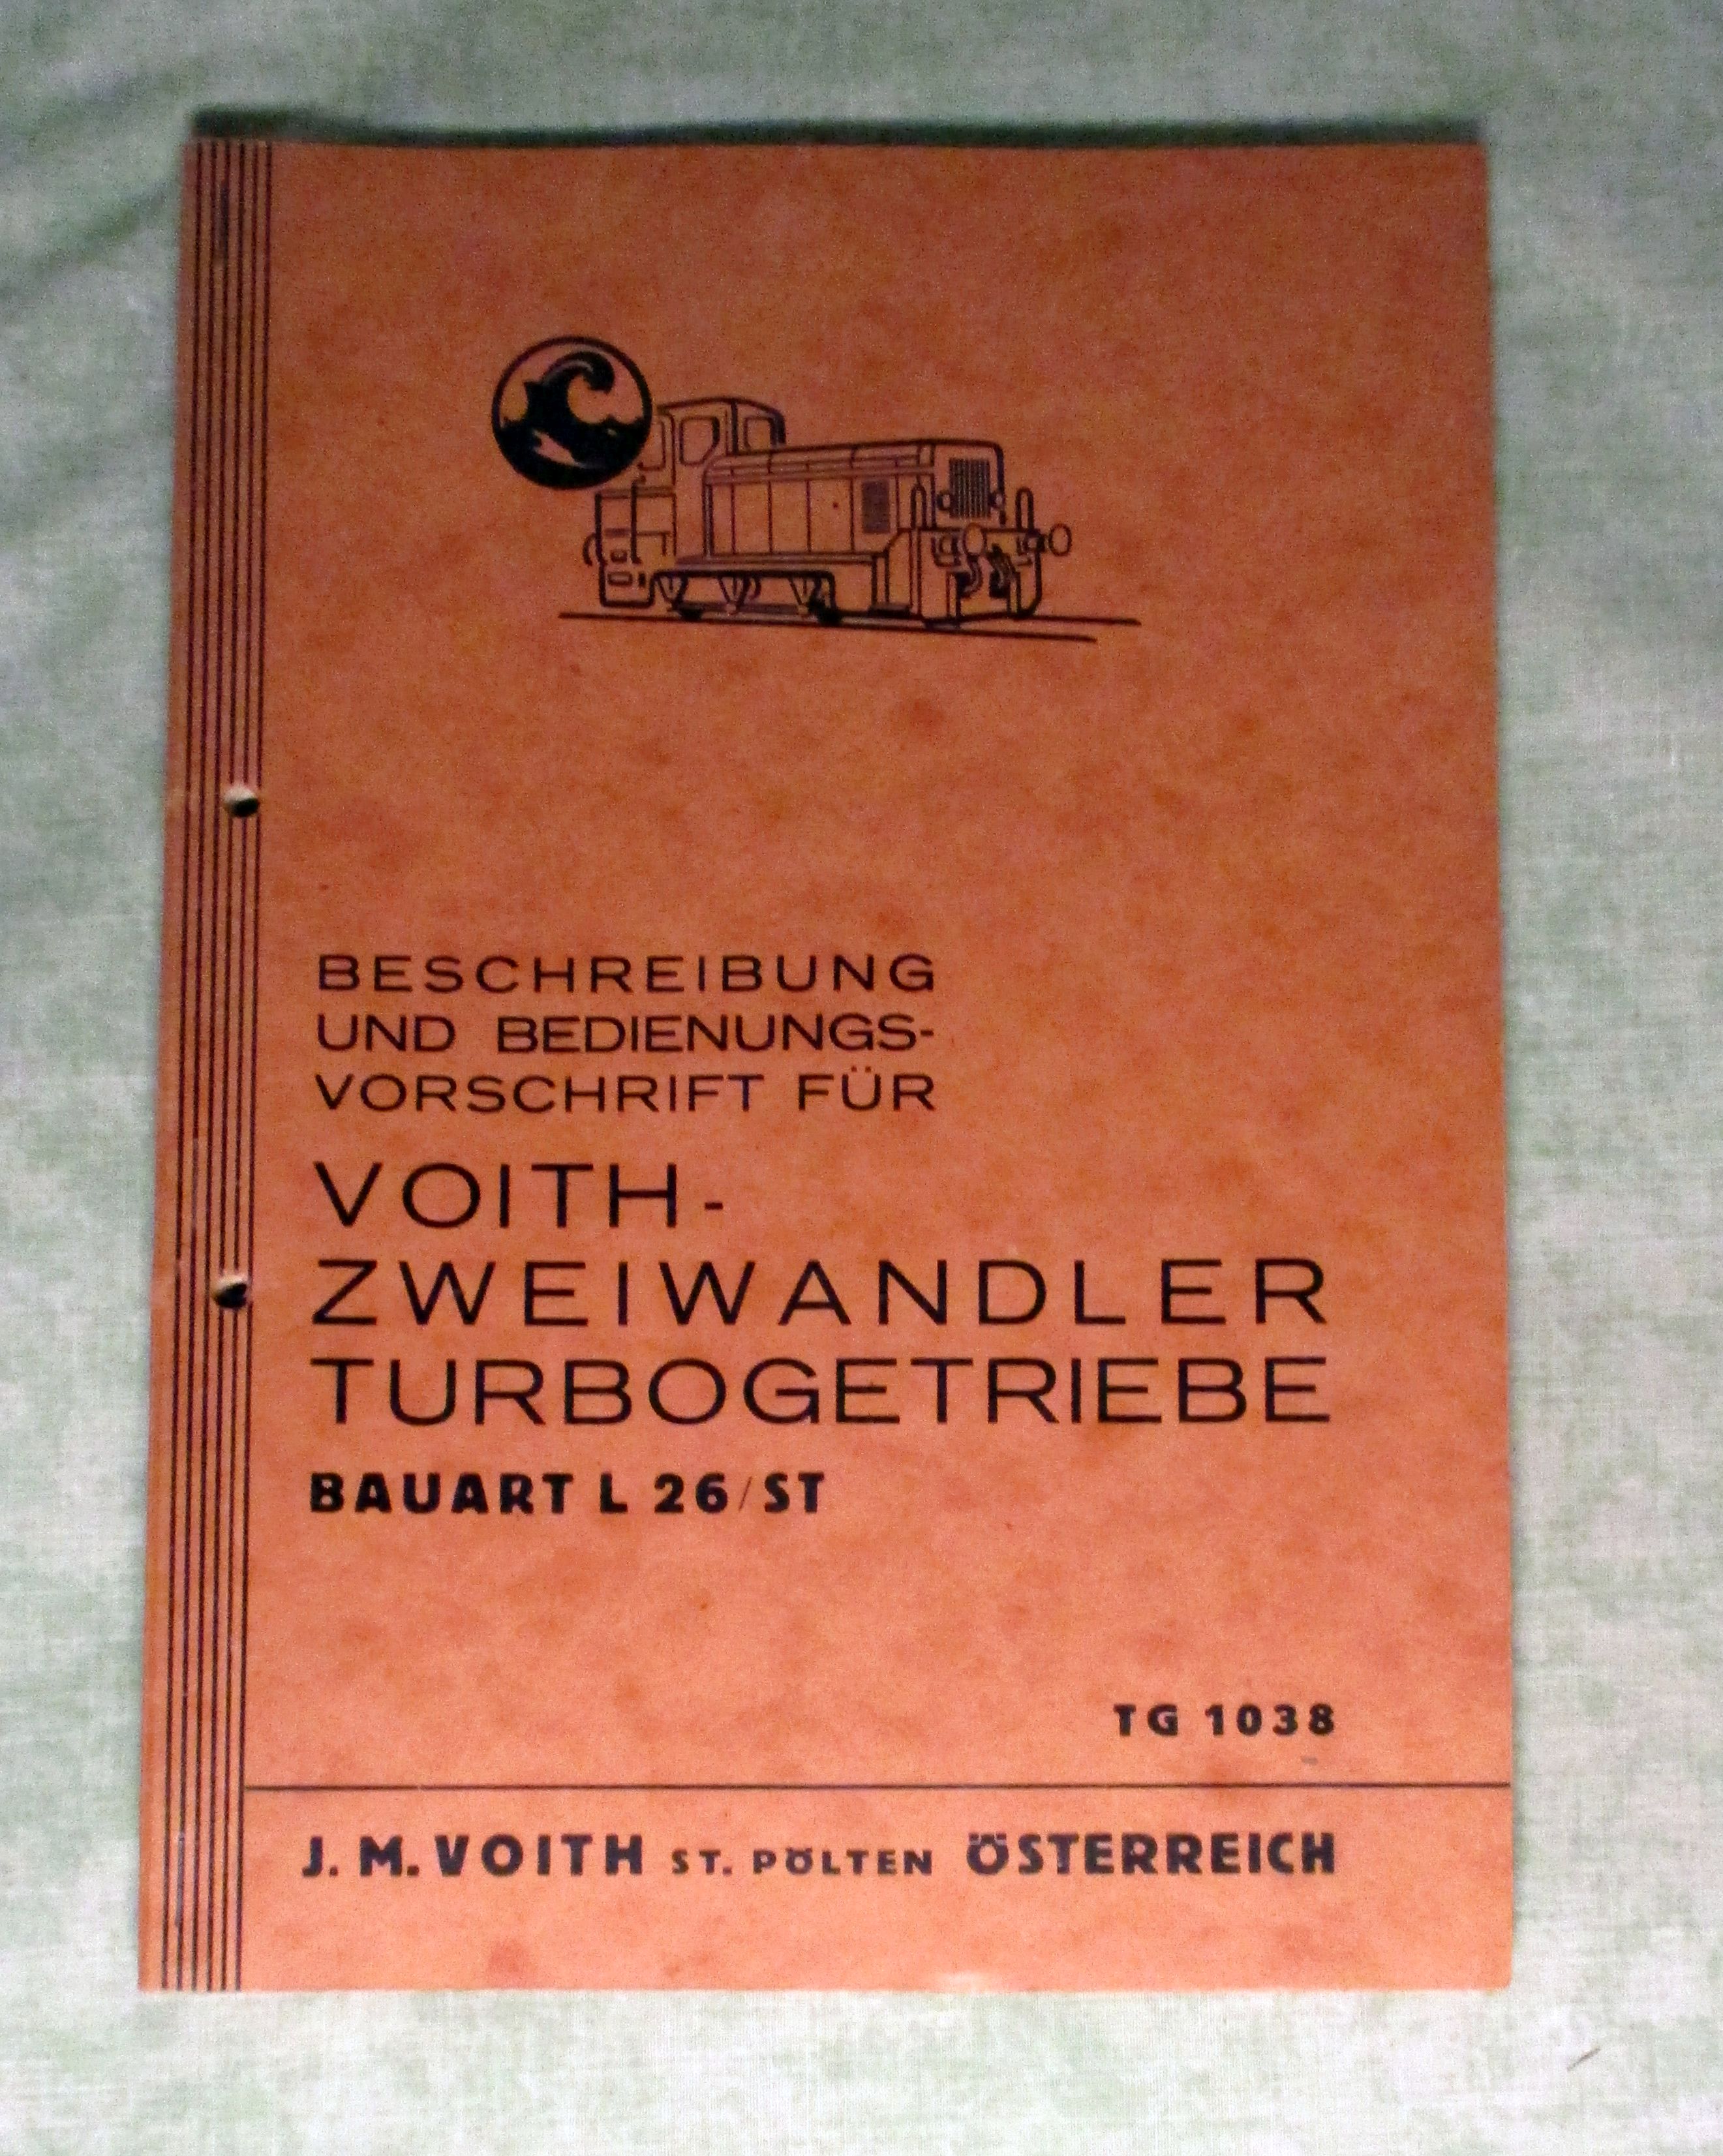 BESCHREIBUNG
UND BEDIENUNGS-
VORSCHRIFT FÜR
VOITH-
ZWEIWANDLER
TURBOGETRIEBE
BAUART L 26/ST
TG 1038
J. M. VOITH ST. PÖLTEN ÖSTERREICH